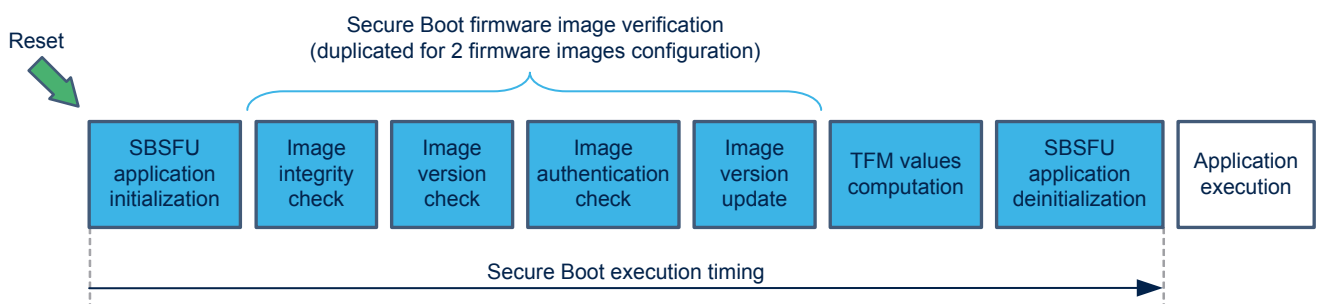 Secure Boot firmware image verification
(duplicated for 2 firmware images configuration)
Reset
SBSFU
application
initialization
Image
integrity
check
Image
version
check
Image
authentication
check
Image
version
update
TFM values
computation
SBSFU
application
deinitialization
Application
execution
Secure Boot execution timing